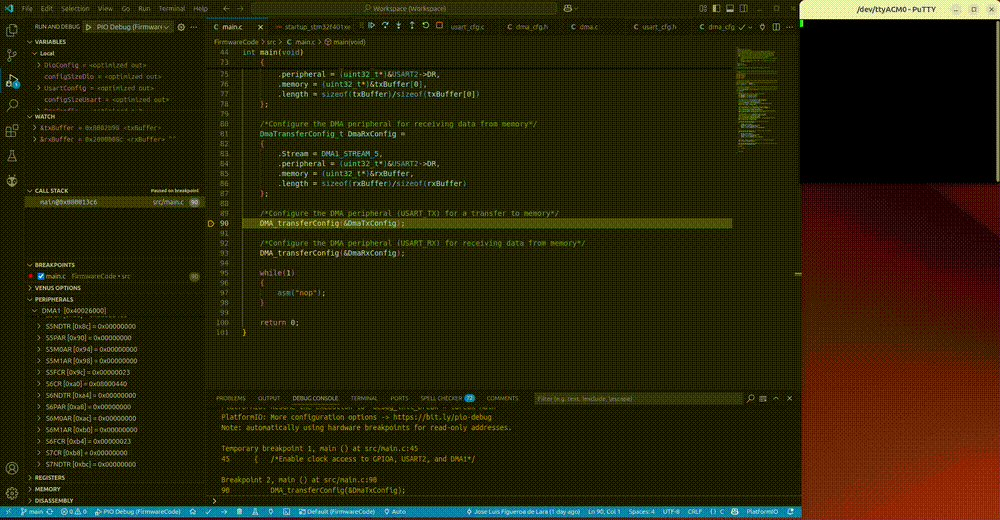 File Edit Selection View Go Run Terminal Help
Workspace (Workspace)
/dev/ttyACM0 - PuTTY
RUN AND DEBUG
PIO Debug (Firmwar
main.c
startup_stm32f401xe
usart_cfg.c
dma_cfg.h
dma.c
usart_cfg.h
dma_cfg
FirmwareCode > src > main.c > main(void)
VARIABLES
Local
DioConfig = <optimized out>
configSizeDio = <optimized out>
UsartConfig = <optimized out>
configSizeUsart = <optimized out>
WATCH
&txBuffer = 0x8002b98 <txBuffer>
&rxBuffer = 0x2000008c <rxBuffer> ""
CALL STACK
Paused on breakpoint
main@0x080013c6
src/main.c
90
BREAKPOINTS
main.c FirmwareCode • src
90
VENUS OPTIONS
PERIPHERALS
DMA1 [0x40026000]
S5NDTR [0x8c] = 0x00000000
S5PAR [0x90] = 0x00000000
S5M0AR [0x94] = 0x00000000
S5M1AR [0x98] = 0x00000000
S5FCR [0x9c] = 0x00000023
S6CR [0xa0] = 0x08000440
S6NDTR [0xa4] = 0x00000000
S6PAR [0xa8] = 0x00000000
S6M0AR [0xac] = 0x00000000
S6M1AR [0xb0] = 0x00000000
S6FCR [0xb4] = 0x00000023
S7CR [0xb8] = 0x00000000
S7NDTR [0xbc] = 0x00000000
REGISTERS
MEMORY
DISASSEMBLY
44 int main(void)
73 {
75 .peripheral = (uint32_t*)&USART2->DR,
76 .memory = (uint32_t*)&txBuffer[0],
77 .length = sizeof(txBuffer)/sizeof(txBuffer[0])
78 };
79
80 /*Configure the DMA peripheral for receiving data from memory*/
81 DmaTransferConfig_t DmaRxConfig =
82 {
83 .Stream = DMA1_STREAM_5,
84 .peripheral = (uint32_t*)&USART2->DR,
85 .memory = (uint32_t*)&rxBuffer,
86 .length = sizeof(rxBuffer)/sizeof(rxBuffer)
87 };
88
89 /*Configure the DMA peripheral (USART_TX) for a transfer to memory*/
90 DMA_transferConfig(&DmaTxConfig);
91
92 /*Configure the DMA peripheral (USART_RX) for receiving data from memory*/
93 DMA_transferConfig(&DmaRxConfig);
94
95 while(1)
96 {
97 asm("nop");
98 }
99
100 return 0;
101 }
PROBLEMS OUTPUT DEBUG CONSOLE TERMINAL PORTS SPELL CHECKER 72 COMMENTS
Filter (e.g. text, !exclude, \escape)
PlatformIO: More configuration options -> https://bit.ly/pio-debug
Note: automatically using hardware breakpoints for read-only addresses.
Temporary breakpoint 1, main () at src/main.c:45
45 { /*Enable clock access to GPIOA, USART2, and DMA1*/
Breakpoint 2, main () at src/main.c:90
90 DMA_transferConfig(&DmaTxConfig);
main
0 0
PIO Debug (FirmwareCode)
Default (FirmwareCode)
Auto
Jose Luis Figueroa de Lara (1 day ago)
Ln 90, Col 1
Spaces: 4
UTF-8
CRLF
{} C
PlatformIO